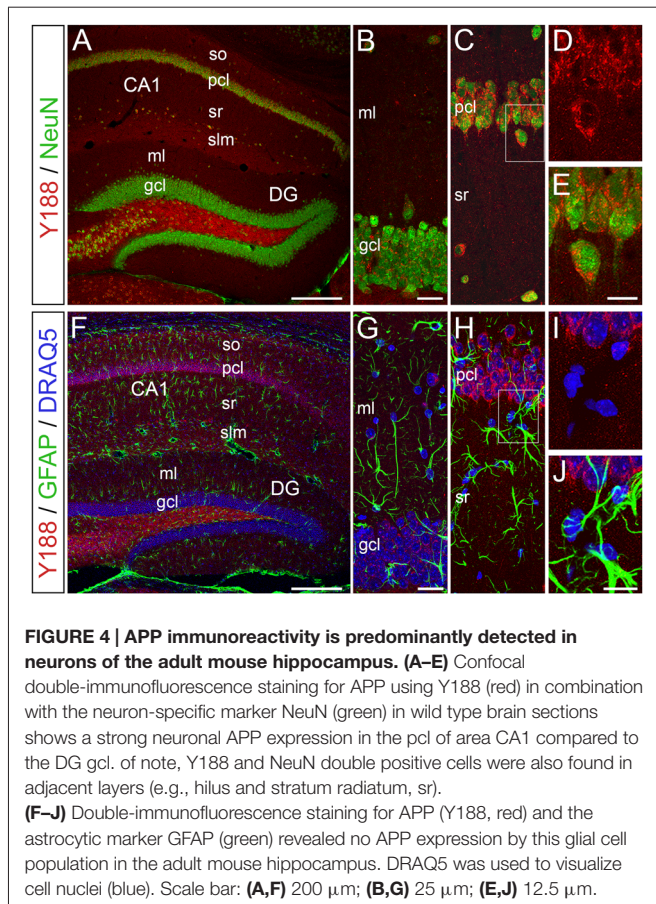 Y188 / NeuN
A
so
pcl
CA1
sr
slm
ml
gcl
DG
B
ml
gcl
C
pcl
sr
D
E
Y188 / GFAP / DRAQ5
F
so
pcl
CA1
sr
slm
ml
gcl
DG
G
ml
gcl
H
pcl
sr
I
J
FIGURE 4 | APP immunoreactivity is predominantly detected in
neurons of the adult mouse hippocampus. (A–E) Confocal
double-immunofluorescence staining for APP using Y188 (red) in combination
with the neuron-specific marker NeuN (green) in wild type brain sections
shows a strong neuronal APP expression in the pcl of area CA1 compared to
the DG gcl. of note, Y188 and NeuN double positive cells were also found in
adjacent layers (e.g., hilus and stratum radiatum, sr).
(F–J) Double-immunofluorescence staining for APP (Y188, red) and the
astrocytic marker GFAP (green) revealed no APP expression by this glial cell
population in the adult mouse hippocampus. DRAQ5 was used to visualize
cell nuclei (blue). Scale bar: (A,F) 200 μm; (B,G) 25 μm; (E,J) 12.5 μm.